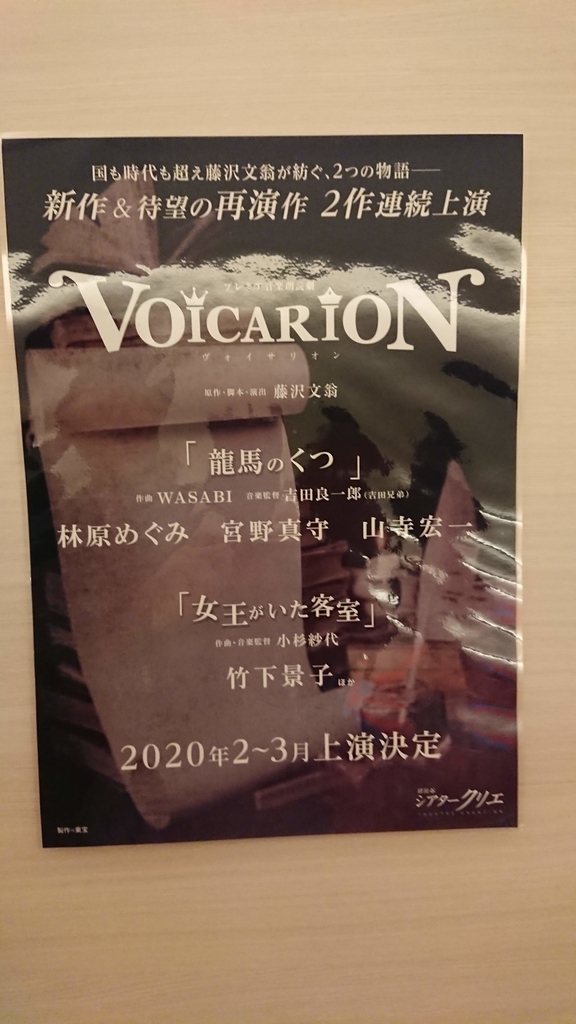 国も時代も超え藤沢文翁が紡ぐ、2つの物語──
新作&待望の再演作 2作連続上演
プレミア音楽朗読劇
VOICARION
ヴォイサリオン
原作・脚本・演出 藤沢文翁
「龍馬のくつ」
作曲 WASABI 音楽監督 吉田良一郎(吉田兄弟)
林原めぐみ 宮野真守 山寺宏一
「女王がいた客室」
作曲・音楽監督 小杉紗代
竹下景子 ほか
2020年2~3月上演決定
シアタークリエ
THEATRE CREATION
製作=東宝